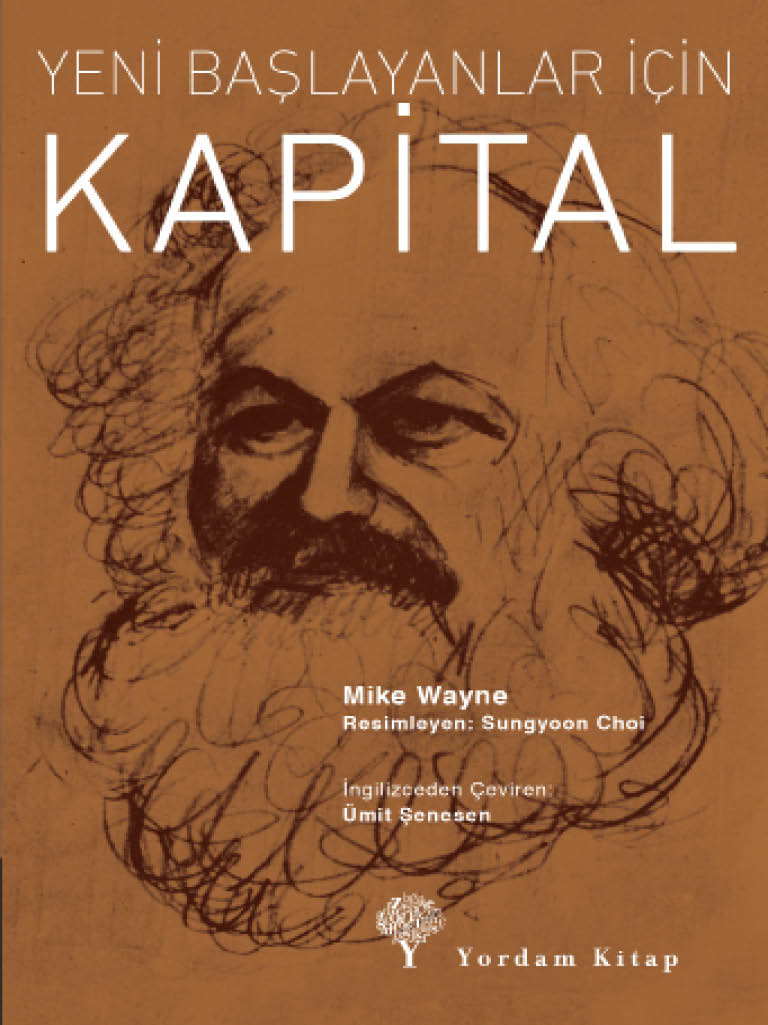 YENİ BAŞLAYANLAR İÇİN
KAPİTAL
Mike Wayne
Resimleyen: Sungyoon Choi
İngilizceden Çeviren:
Ümit Şenesen
Y
Yordam Kitap